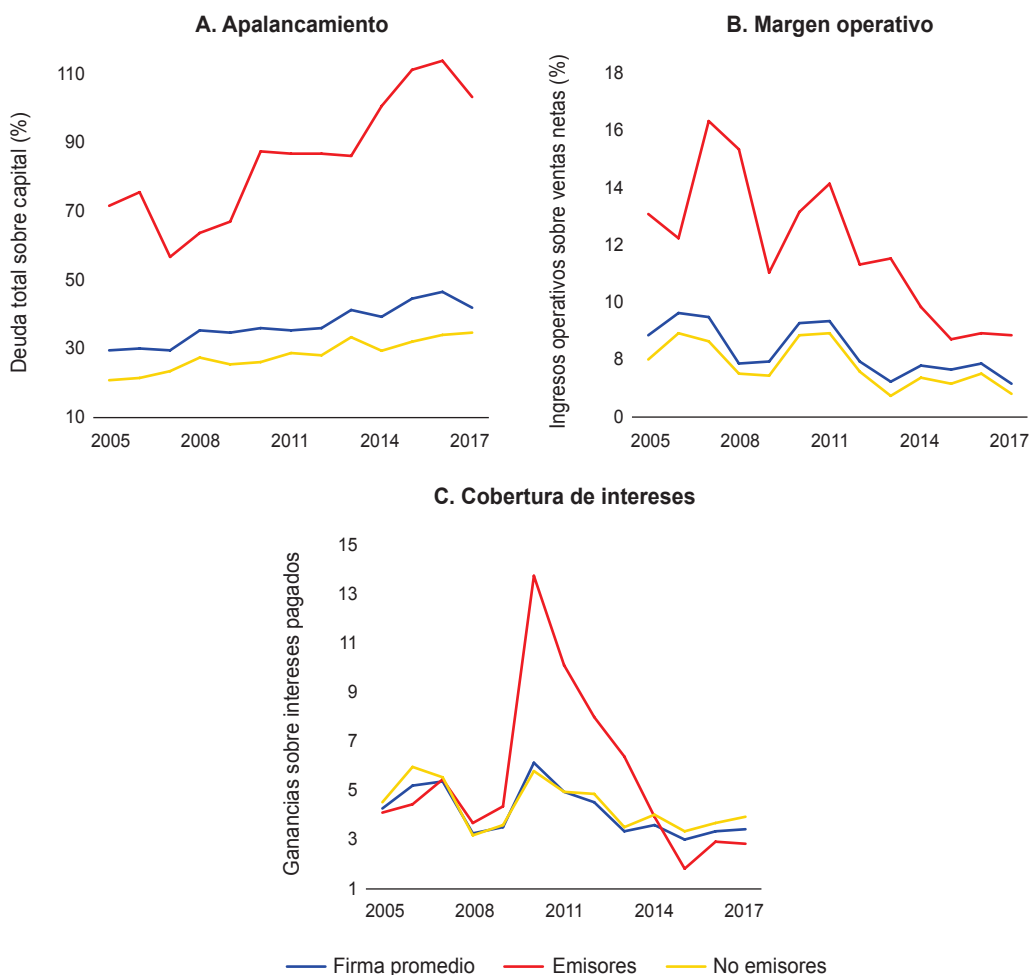 A. Apalancamiento
Deuda total sobre capital (%)
110
90
70
50
30
10
2005 2008 2011 2014 2017
B. Margen operativo
Ingresos operativos sobre ventas netas (%)
18
16
14
12
10
8
0
2005 2008 2011 2014 2017
C. Cobertura de intereses
Ganancias sobre intereses pagados
15
13
11
9
7
5
3
1
2005 2008 2011 2014 2017
Firma promedio Emisores No emisores